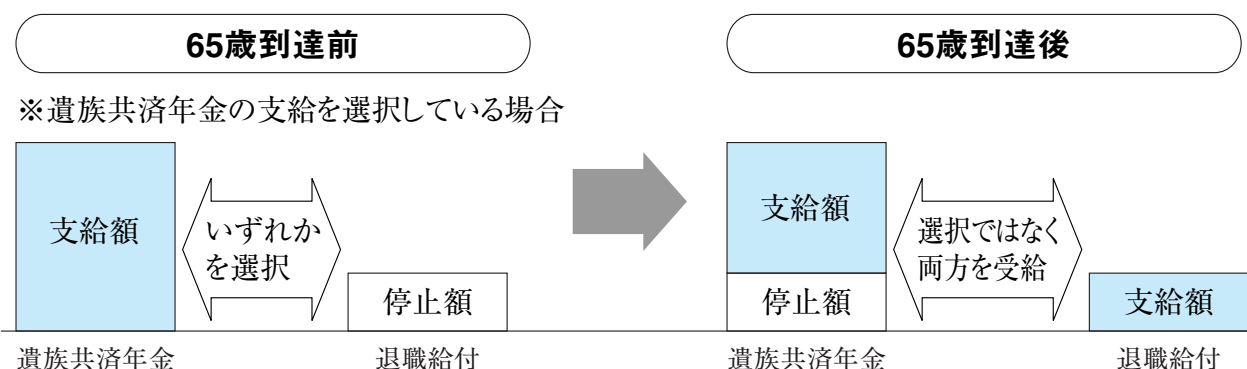 65歳到達前
※遺族共済年金の支給を選択している場合
支給額
いずれか
を選択
停止額
遺族共済年金
退職給付
65歳到達後
支給額
停止額
選択ではなく
両方を受給
支給額
遺族共済年金
退職給付